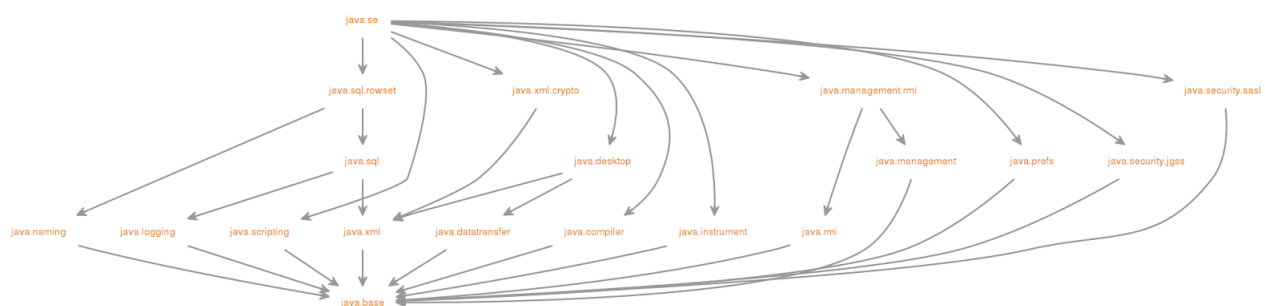 java.se
java.sql.rowset
java.xml.crypto
java.management.rmi
java.security.sasl
java.sql
java.desktop
java.management
java.prefs
java.security.jgss
java.naming
java.logging
java.scripting
java.xml
java.datatransfer
java.compiler
java.instrument
java.rmi
java.base